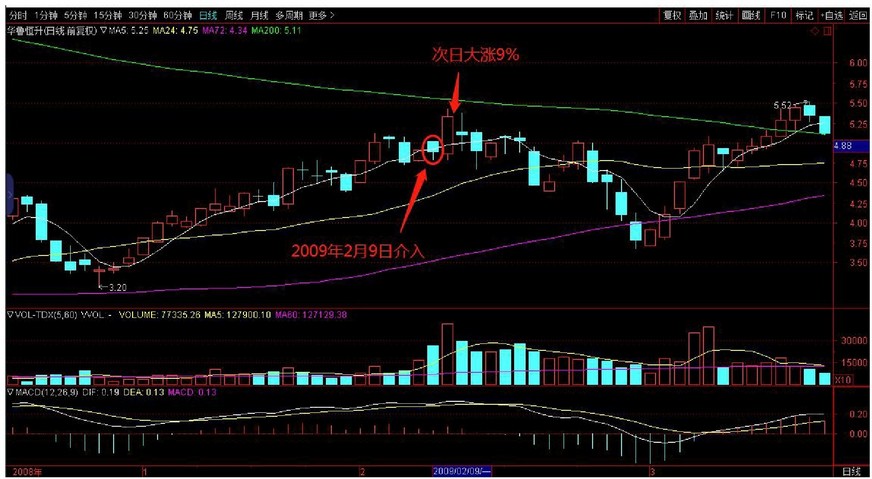 分时 1分钟 5分钟 15分钟 30分钟 60分钟 日线 周线 月线 多周期 更多> 复权 叠加 统计 画线 F10 标记 +自选 返回
华鲁恒升(日线.前复权) ▽MA5: 5.25 MA24: 4.75 MA72: 4.34 MA200: 5.11
次日大涨9%
6.00
5.75
5.52
5.50
5.25
4.88
4.75
4.50
2009年2月9日介入
4.25
4.00
3.75
3.50
3.20
▽VOL-TDX(5,60) VVOL - VOLUME: 77335.26 MA5: 127900.10 MA60: 127129.38
30000
15000
X10
▽MACD(12,26,9) DIF: 0.19 DEA: 0.13 MACD: 0.13
0.20
0.00
2008年 1 2 2009/02/09/一 3 日线